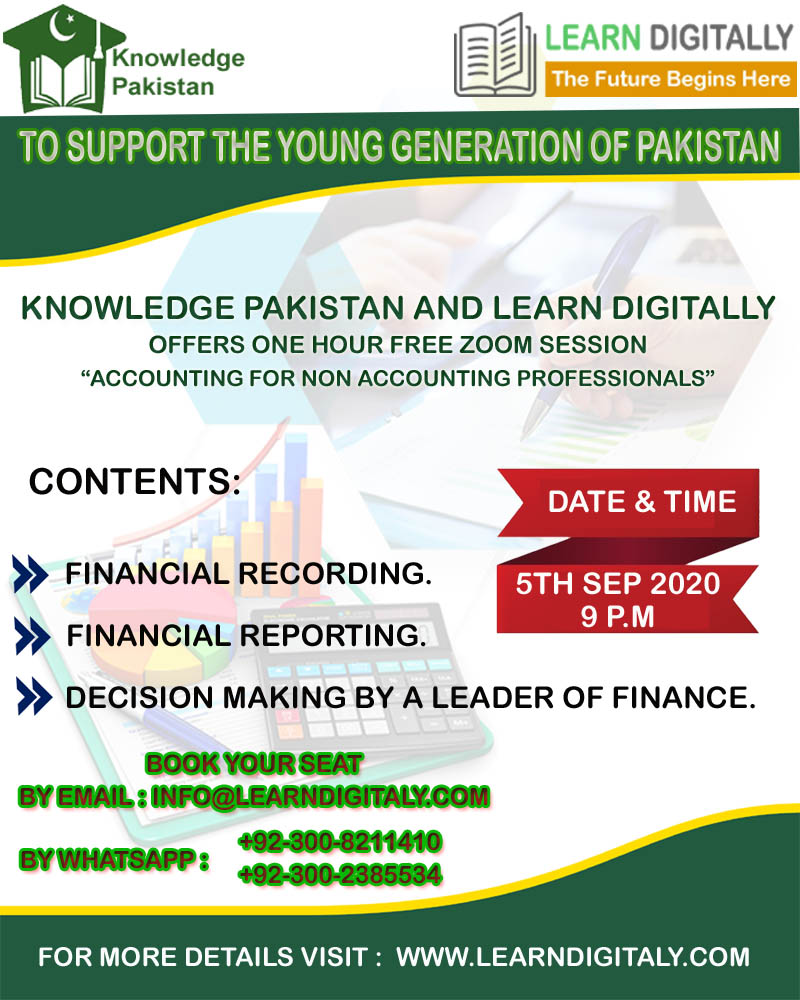 Knowledge
Pakistan
LEARN DIGITALLY
The Future Begins Here
TO SUPPORT THE YOUNG GENERATION OF PAKISTAN
KNOWLEDGE PAKISTAN AND LEARN DIGITALLY
OFFERS ONE HOUR FREE ZOOM SESSION
“ACCOUNTING FOR NON ACCOUNTING PROFESSIONALS”
CONTENTS:
FINANCIAL RECORDING.
FINANCIAL REPORTING.
DECISION MAKING BY A LEADER OF FINANCE.
DATE & TIME
5TH SEP 2020
9 P.M
BOOK YOUR SEAT
BY EMAIL : INFO@LEARNDIGITALY.COM
BY WHATSAPP :
+92-300-8211410
+92-300-2385534
FOR MORE DETAILS VISIT : WWW.LEARNDIGITALY.COM